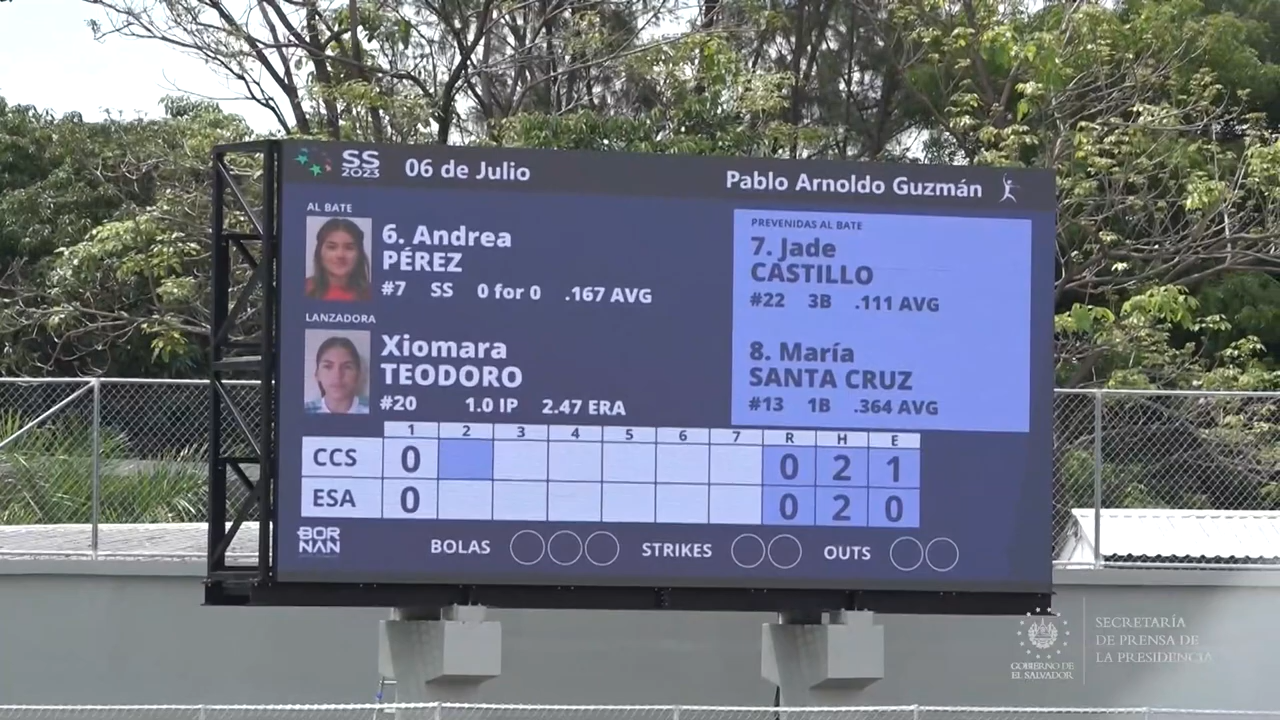 SS 2023 06 de Julio Pablo Arnoldo Guzmán
AL BATE
6. Andrea
PÉREZ
#7 SS 0 for 0 .167 AVG
LANZADORA
Xiomara
TEODORO
#20 1.0 IP 2.47 ERA
PREVENIDAS AL BATE
7. Jade
CASTILLO
#22 3B .111 AVG
8. María
SANTA CRUZ
#13 1B .364 AVG
1 2 3 4 5 6 7 R H E
CCS 0 0 2 1
ESA 0 0 2 0
BOR
NAN
BOLAS STRIKES OUTS
GOBIERNO DE
EL SALVADOR
SECRETARÍA
DE PRENSA DE
LA PRESIDENCIA